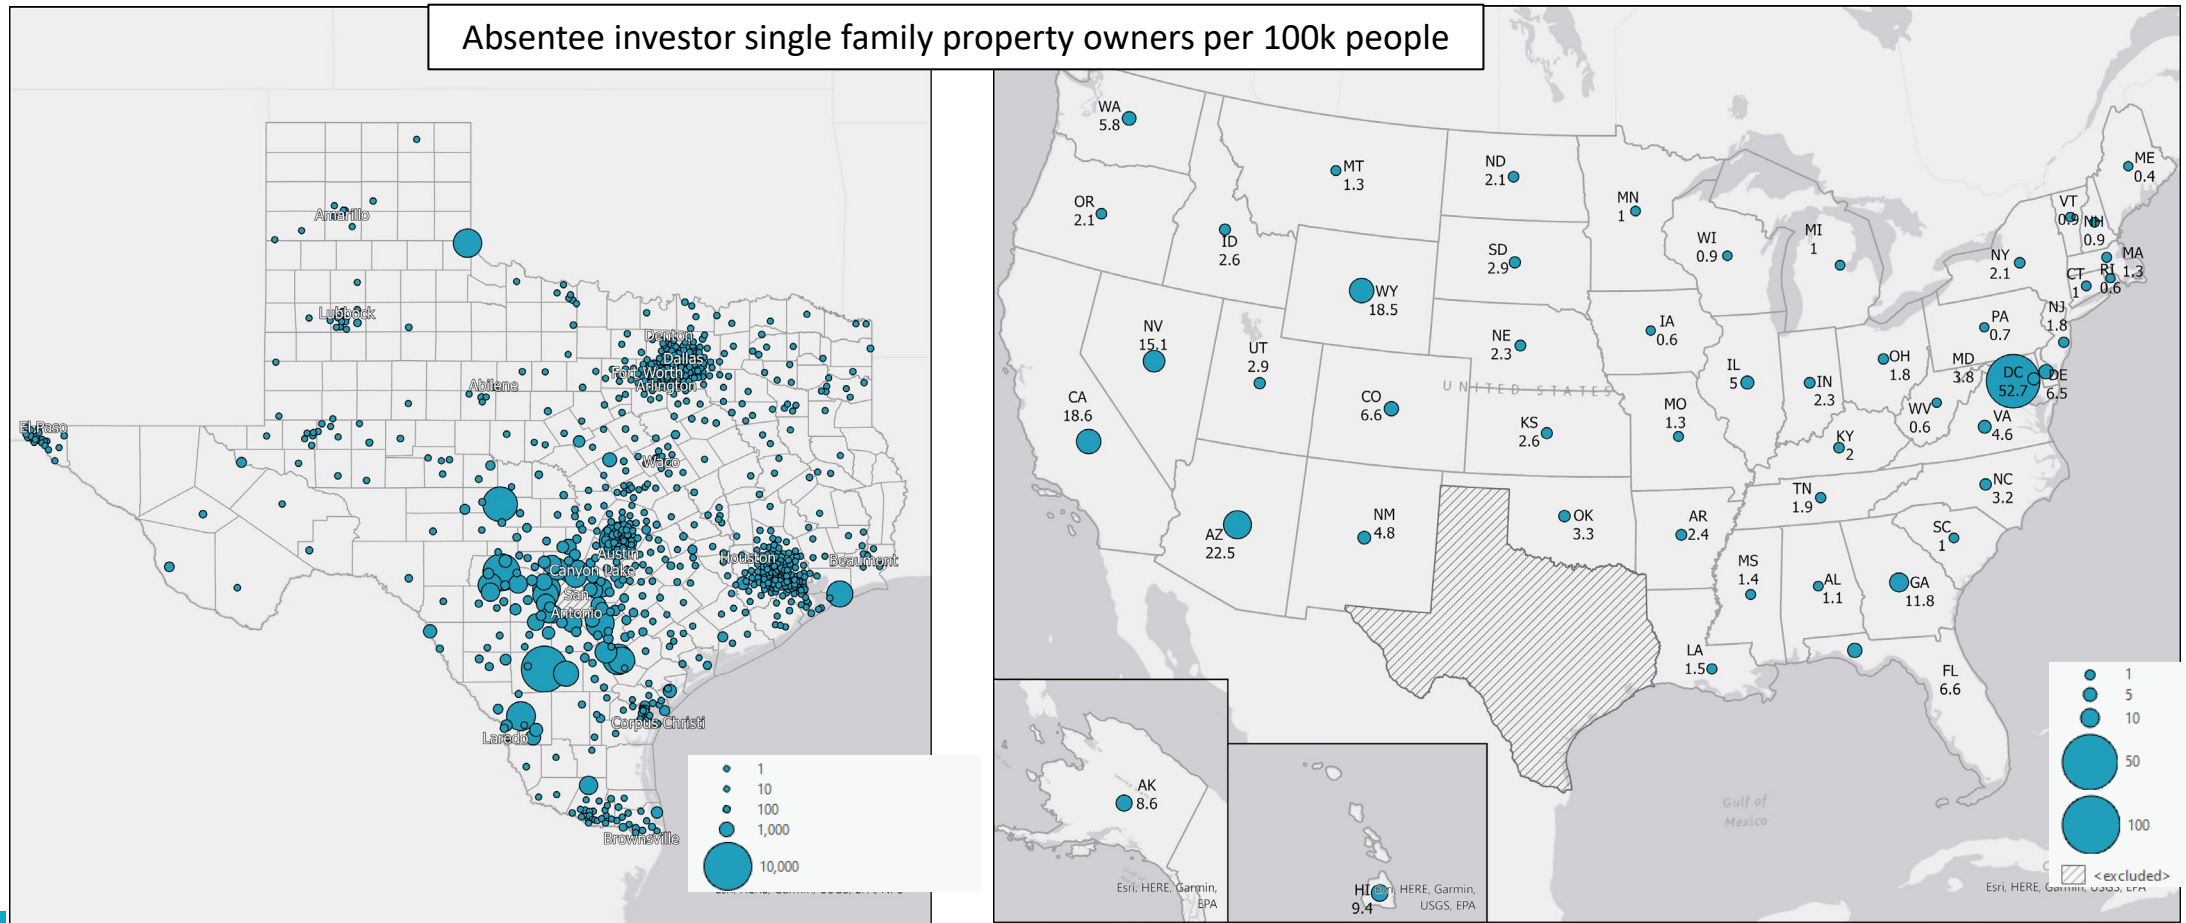 Absentee investor single family property owners per 100k people
Amarillo
Lubbock
Denton
Dallas
Fort Worth
Arlington
Abilene
El Paso
Waco
Austin
Houston
Beaumont
Canyon Lake
San
Antonio
Corpus Christi
Laredo
Brownsville
1
10
100
1,000
10,000
WA
5.8
MT
1.3
ND
2.1
MN
1
ME
0.4
OR
2.1
ID
2.6
SD
2.9
WI
0.9
MI
1
VT
0.9
NH
0.9
NY
2.1
MA
1.3
CT
1
RI
0.6
WY
18.5
NV
15.1
UT
2.9
NE
2.3
IA
0.6
PA
0.7
NJ
1.8
IL
5
IN
2.3
OH
1.8
MD
3.8
DC
52.7
DE
6.5
UNITED STATES
CA
18.6
CO
6.6
KS
2.6
MO
1.3
WV
0.6
VA
4.6
KY
2
TN
1.9
NC
3.2
AZ
22.5
NM
4.8
OK
3.3
AR
2.4
SC
1
MS
1.4
AL
1.1
GA
11.8
LA
1.5
FL
6.6
Gulf of
Mexico
AK
8.6
Esri, HERE, Garmin,
EPA
HI
9.4
Esri, HERE, Garmin,
USGS, EPA
1
5
10
50
100
<excluded>
Esri, HERE, Garmin, USGS, EPA